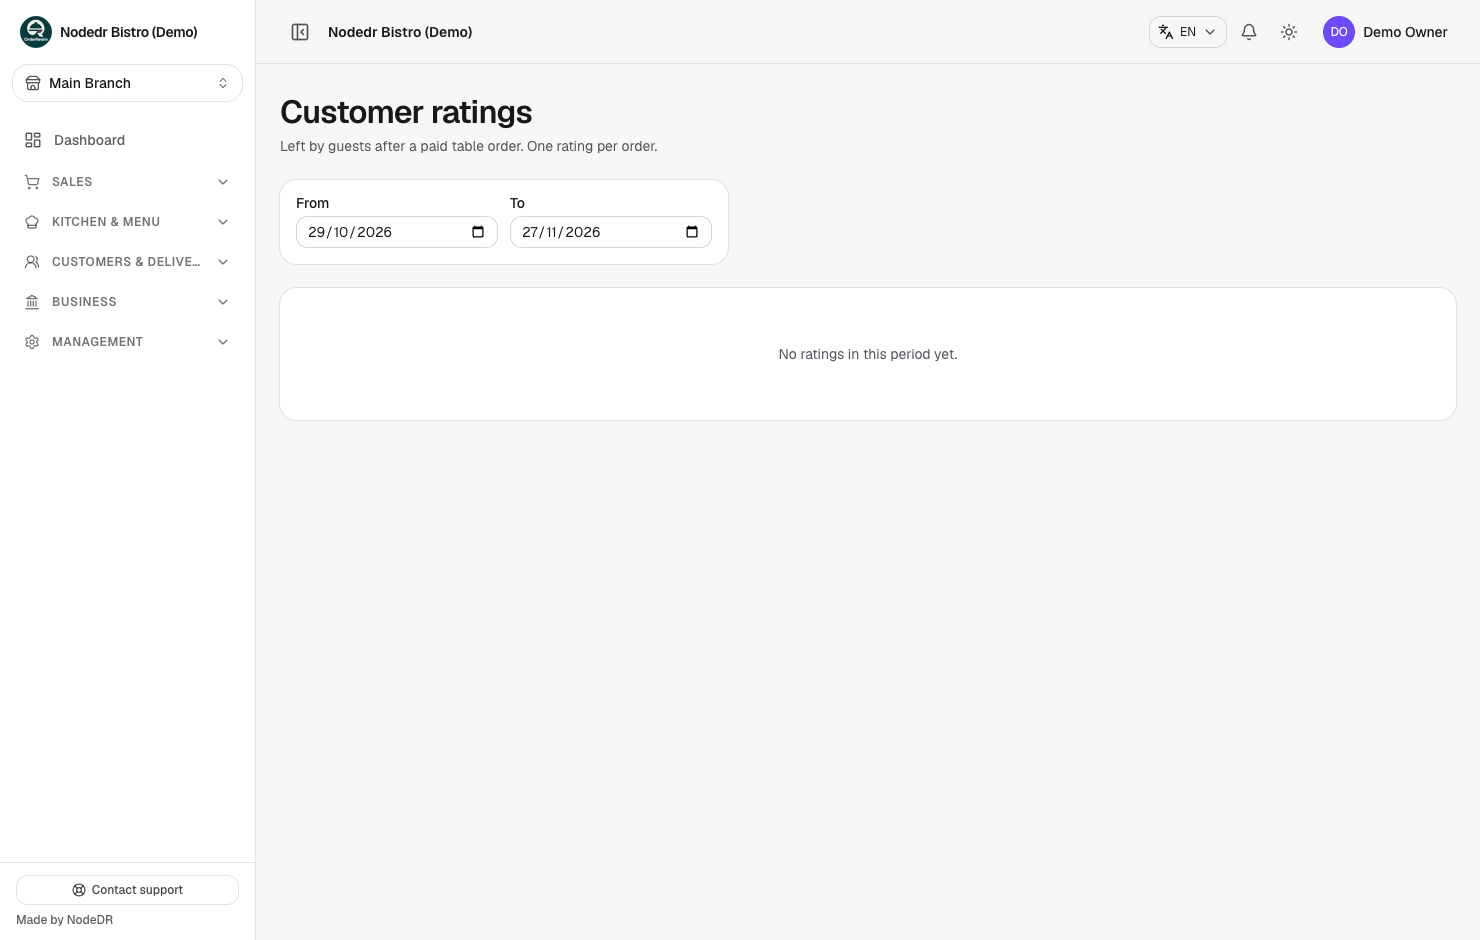 Nodedr Bistro (Demo)
Main Branch
Dashboard
SALES
KITCHEN & MENU
CUSTOMERS & DELIVE...
BUSINESS
MANAGEMENT
Contact support
Made by NodeDR
Nodedr Bistro (Demo)
EN
DO
Demo Owner
Customer ratings
Left by guests after a paid table order. One rating per order.
From
To
29/10/2026
27/11/2026
No ratings in this period yet.